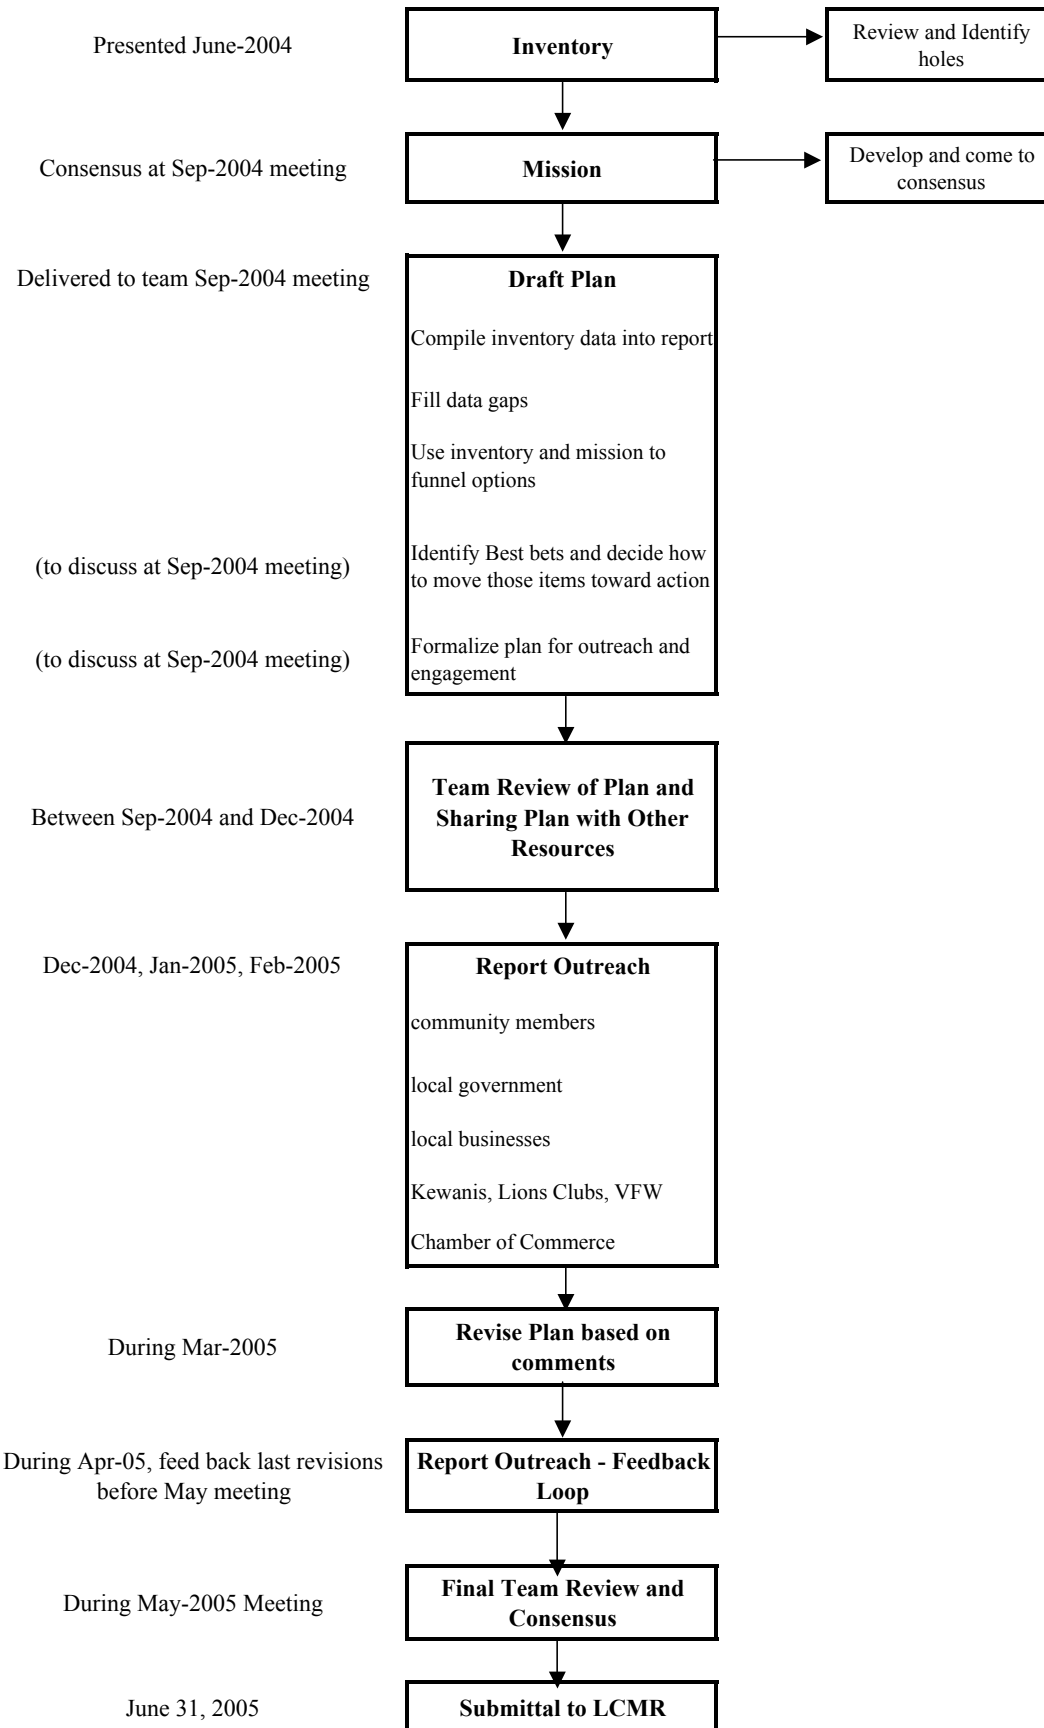 Presented June-2004
Inventory
Review and Identify
holes
Consensus at Sep-2004 meeting
Mission
Develop and come to
consensus
Delivered to team Sep-2004 meeting
Draft Plan
Compile inventory data into report
Fill data gaps
Use inventory and mission to
funnel options
(to discuss at Sep-2004 meeting)
Identify Best bets and decide how
to move those items toward action
(to discuss at Sep-2004 meeting)
Formalize plan for outreach and
engagement
Between Sep-2004 and Dec-2004
Team Review of Plan and
Sharing Plan with Other
Resources
Dec-2004, Jan-2005, Feb-2005
Report Outreach
community members
local government
local businesses
Kewanis, Lions Clubs, VFW
Chamber of Commerce
During Mar-2005
Revise Plan based on
comments
During Apr-05, feed back last revisions
before May meeting
Report Outreach - Feedback
Loop
During May-2005 Meeting
Final Team Review and
Consensus
June 31, 2005
Submittal to LCMR